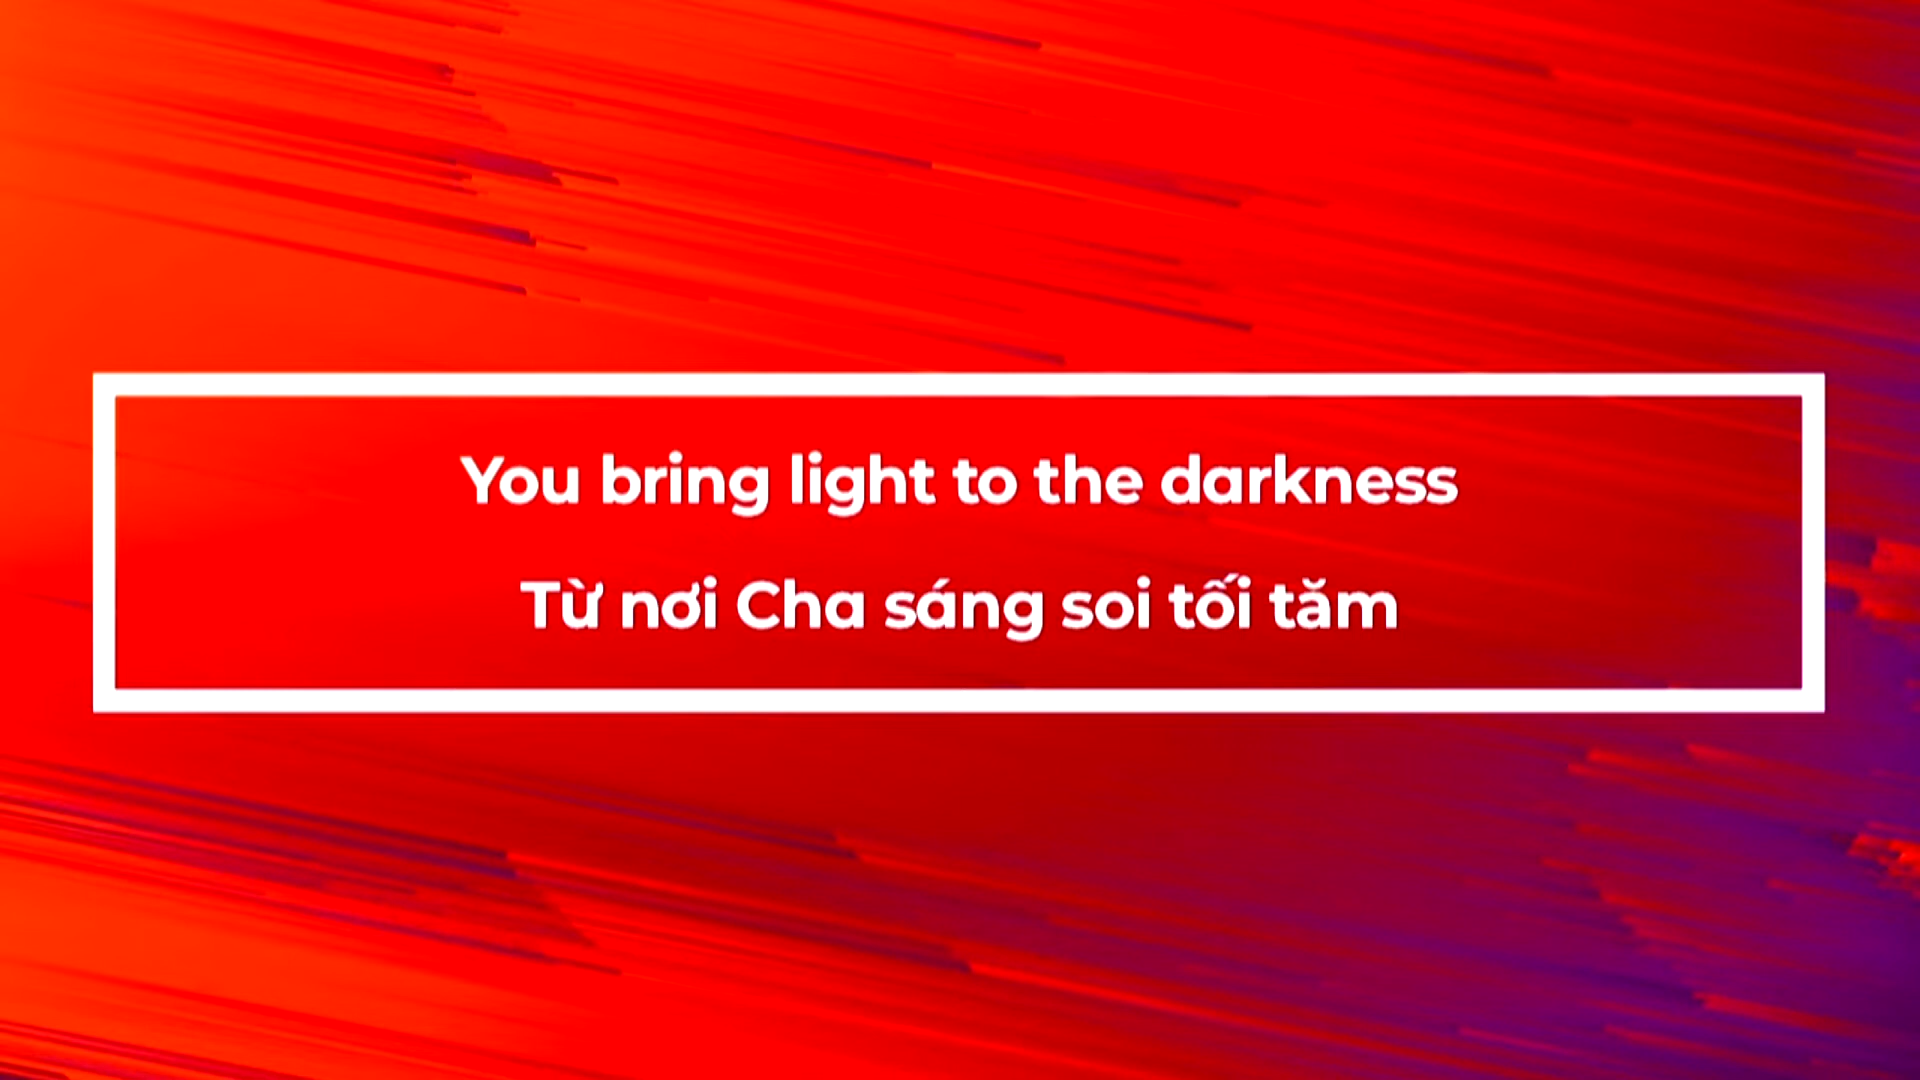 You bring light to the darkness
Từ nơi Cha sáng soi tối tăm